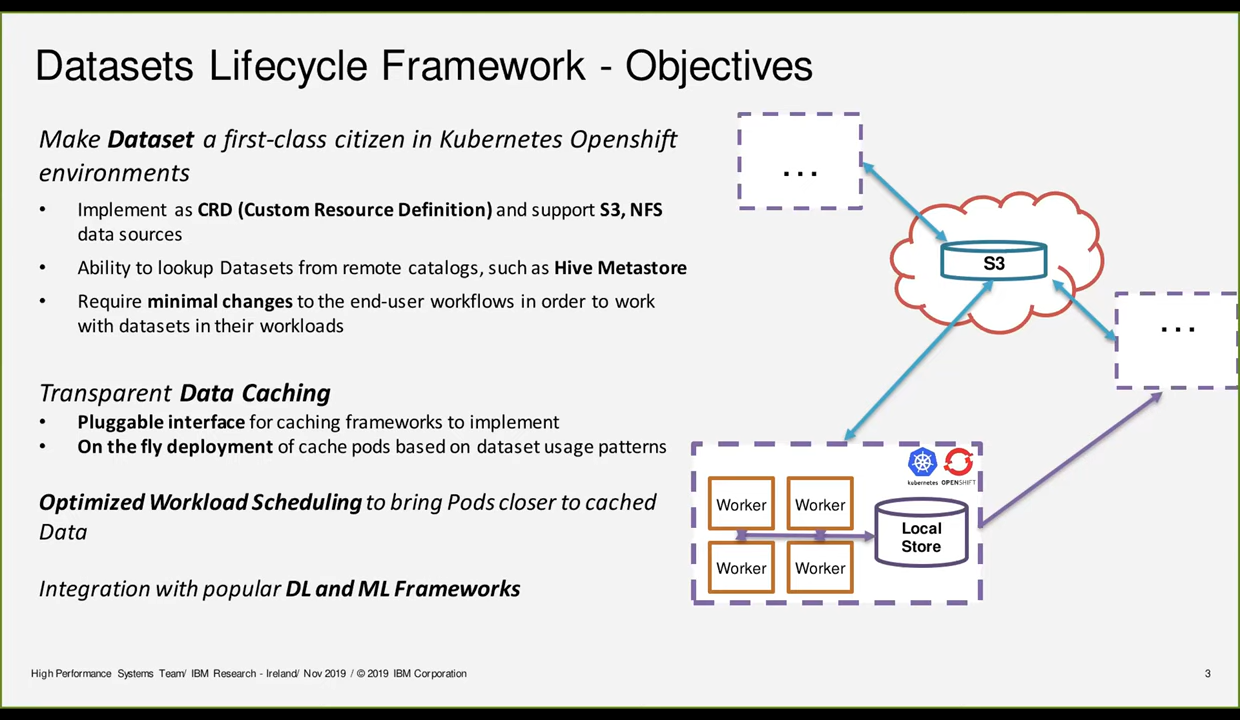 Datasets Lifecycle Framework - Objectives
Make Dataset a first-class citizen in Kubernetes Openshift
environments
• Implement as CRD (Custom Resource Definition) and support S3, NFS
data sources
• Ability to lookup Datasets from remote catalogs, such as Hive Metastore
• Require minimal changes to the end-user workflows in order to work
with datasets in their workloads
Transparent Data Caching
• Pluggable interface for caching frameworks to implement
• On the fly deployment of cache pods based on dataset usage patterns
Optimized Workload Scheduling to bring Pods closer to cached
Data
Integration with popular DL and ML Frameworks
...
S3
...
kubernetes OPENSHIFT
Worker Worker
Local
Store
Worker Worker
High Performance Systems Team/ IBM Research - Ireland/ Nov 2019 / © 2019 IBM Corporation
3